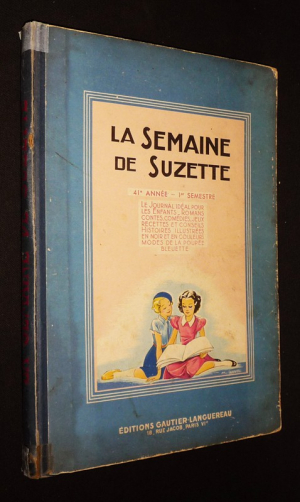 LA SEMAINE
DE SUZETTE
41e ANNÉE - 1er SEMESTRE
LE JOURNAL IDÉAL POUR
LES ENFANTS, ROMANS
CONTES, COMÉDIES, JEUX
RECETTES ET CONSEILS
HISTOIRES ILLUSTRÉES
EN NOIR ET EN COULEURS
MODES DE LA POUPÉE
BLEUETTE
ÉDITIONS GAUTIER-LANGUEREAU
18, RUE JACOB, PARIS VIe